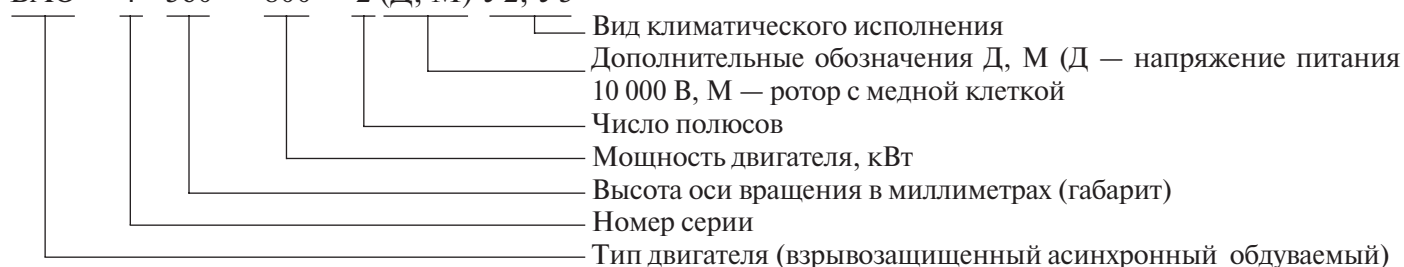 Вид климатического исполнения
Дополнительные обозначения Д, М (Д — напряжение питания
10 000 В, М — ротор с медной клеткой
Число полюсов
Мощность двигателя, кВт
Высота оси вращения в миллиметрах (габарит)
Номер серии
Тип двигателя (взрывозащищенный асинхронный обдуваемый)